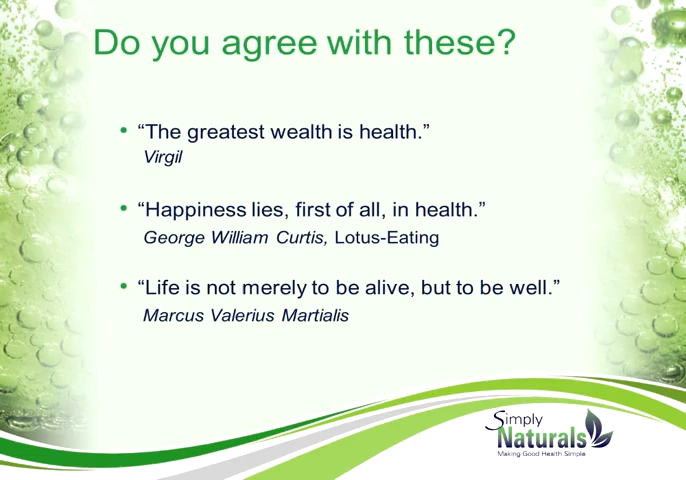 Do you agree with these?
• “The greatest wealth is health.”
Virgil
• “Happiness lies, first of all, in health.”
George William Curtis, Lotus-Eating
• “Life is not merely to be alive, but to be well.”
Marcus Valerius Martialis
Simply
Naturals
Making Good Health Simple